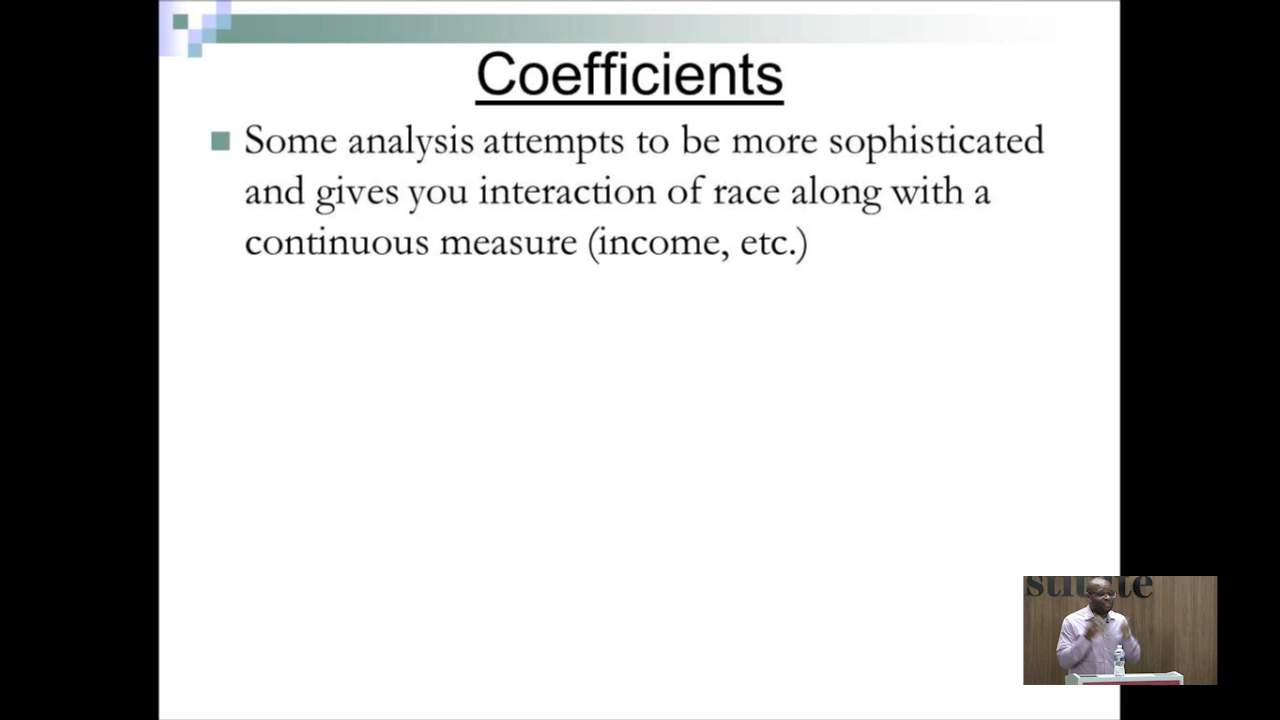 Coefficients
Some analysis attempts to be more sophisticated
and gives you interaction of race along with a
continuous measure (income, etc.)
stitute